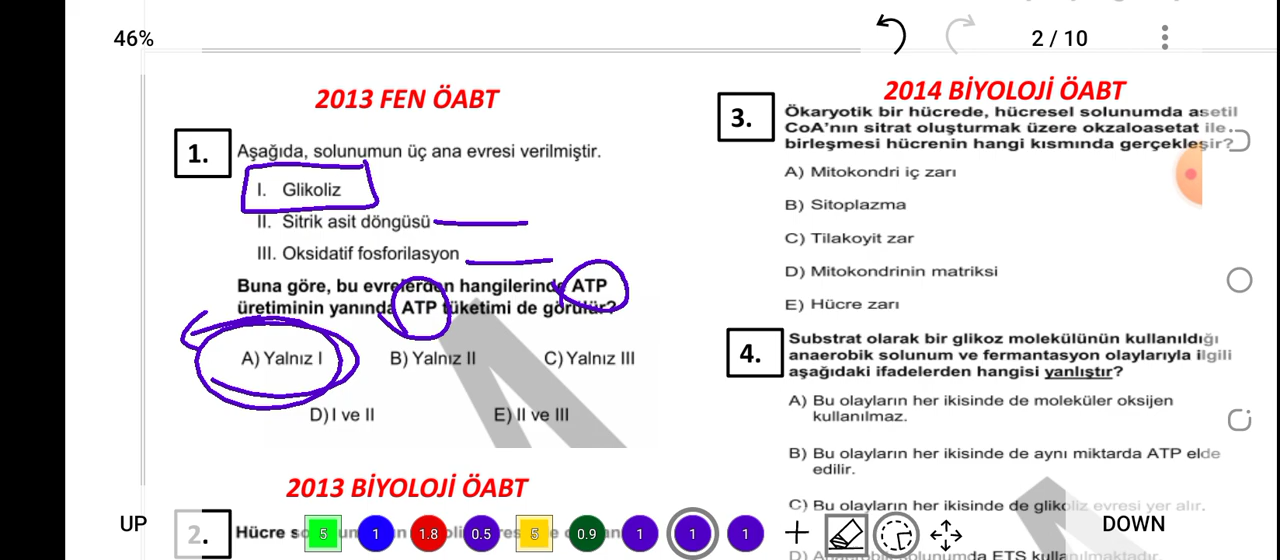 46%
2 / 10
2013 FEN ÖABT
1.
Aşağıda, solunumun üç ana evresi verilmiştir.
I. Glikoliz
II. Sitrik asit döngüsü
III. Oksidatif fosforilasyon
Buna göre, bu evrelerden hangilerinde ATP
üretiminin yanında ATP tüketimi de görülür?
A) Yalnız I
B) Yalnız II
C) Yalnız III
D) I ve II
E) II ve III
2013 BİYOLOJİ ÖABT
UP
2.
Hücre
5
1
1.8
0.5
5
0.9
1
1
1
2014 BİYOLOJİ ÖABT
3.
Ökaryotik bir hücrede, hücresel solunumda asetil
CoA'nın sitrat oluşturmak üzere okzaloasetat ile
birleşmesi hücrenin hangi kısmında gerçekleşir?
A) Mitokondri iç zarı
B) Sitoplazma
C) Tilakoyit zar
D) Mitokondrinin matriksi
E) Hücre zarı
4.
Substrat olarak bir glikoz molekülünün kullanıldığı
anaerobik solunum ve fermantasyon olaylarıyla ilgili
aşağıdaki ifadelerden hangisi yanlıştır?
A) Bu olayların her ikisinde de moleküler oksijen
kullanılmaz.
B) Bu olayların her ikisinde de aynı miktarda ATP elde
edilir.
C) Bu olayların her ikisinde de glikoliz evresi yer alır.
D) Anaerobik solunumda ETS kullanılmaktadır.
DOWN